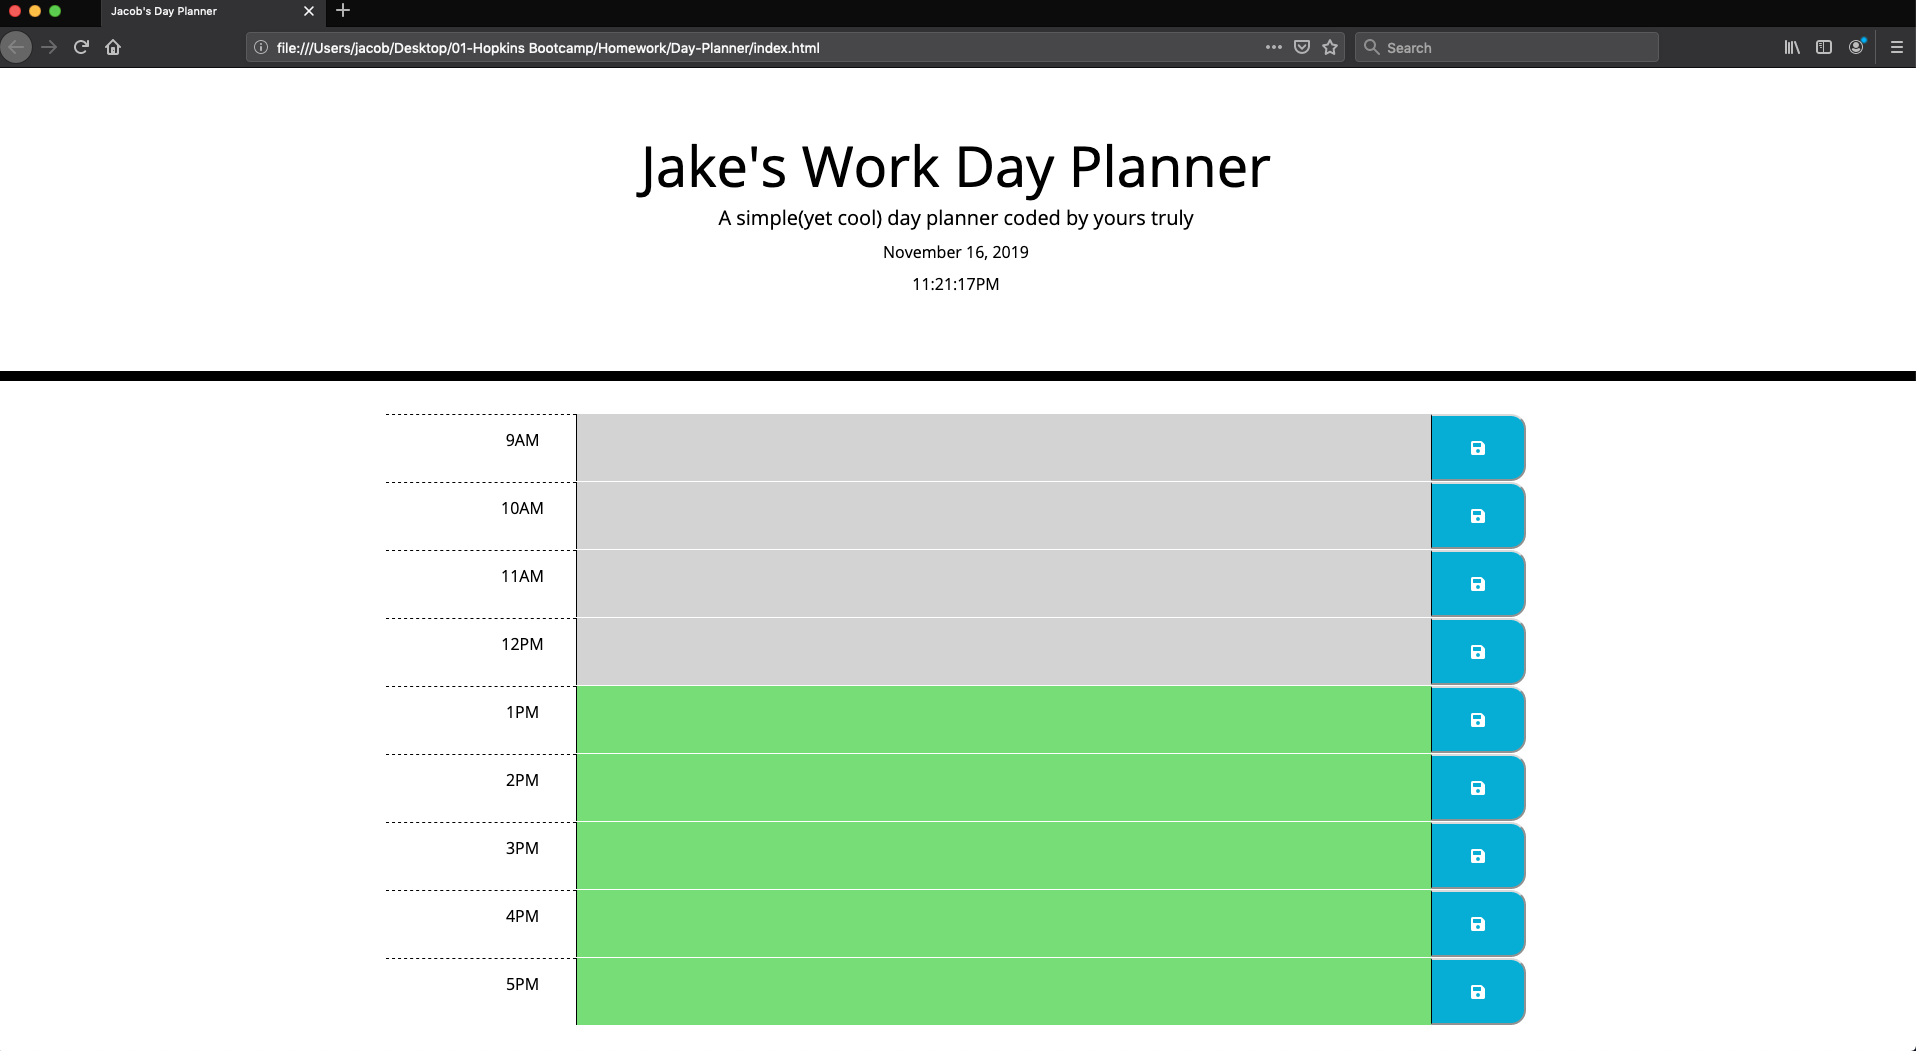 Jacob's Day Planner
file:///Users/jacob/Desktop/01-Hopkins Bootcamp/Homework/Day-Planner/index.html
Search
Jake's Work Day Planner
A simple(yet cool) day planner coded by yours truly
November 16, 2019
11:21:17PM
9AM
10AM
11AM
12PM
1PM
2PM
3PM
4PM
5PM